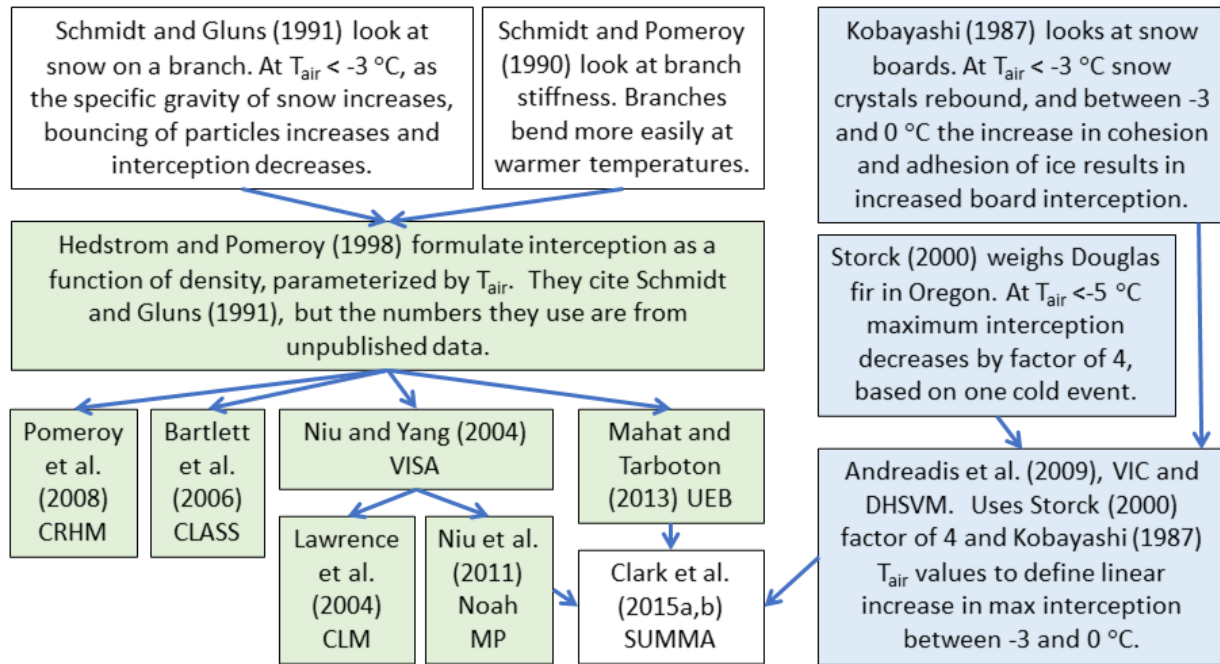 Schmidt and Gluns (1991) look at
snow on a branch. At Tair < -3 °C, as
the specific gravity of snow increases,
bouncing of particles increases and
interception decreases.
Schmidt and Pomeroy
(1990) look at branch
stiffness. Branches
bend more easily at
warmer temperatures.
Kobayashi (1987) looks at snow
boards. At Tair < -3 °C snow
crystals rebound, and between -3
and 0 °C the increase in cohesion
and adhesion of ice results in
increased board interception.
Hedstrom and Pomeroy (1998) formulate interception as a
function of density, parameterized by Tair.  They cite Schmidt
and Gluns (1991), but the numbers they use are from
unpublished data.
Storck (2000) weighs Douglas
fir in Oregon. At Tair <-5 °C
maximum interception
decreases by factor of 4,
based on one cold event.
Pomeroy
et al.
(2008)
CRHM
Bartlett
et al.
(2006)
CLASS
Niu and Yang (2004)
VISA
Mahat and
Tarboton
(2013) UEB
Lawrence
et al.
(2004)
CLM
Niu et al.
(2011)
Noah
MP
Clark et al.
(2015a,b)
SUMMA
Andreadis et al. (2009), VIC and
DHSVM.  Uses Storck (2000)
factor of 4 and Kobayashi (1987)
Tair values to define linear
increase in max interception
between -3 and 0 °C.